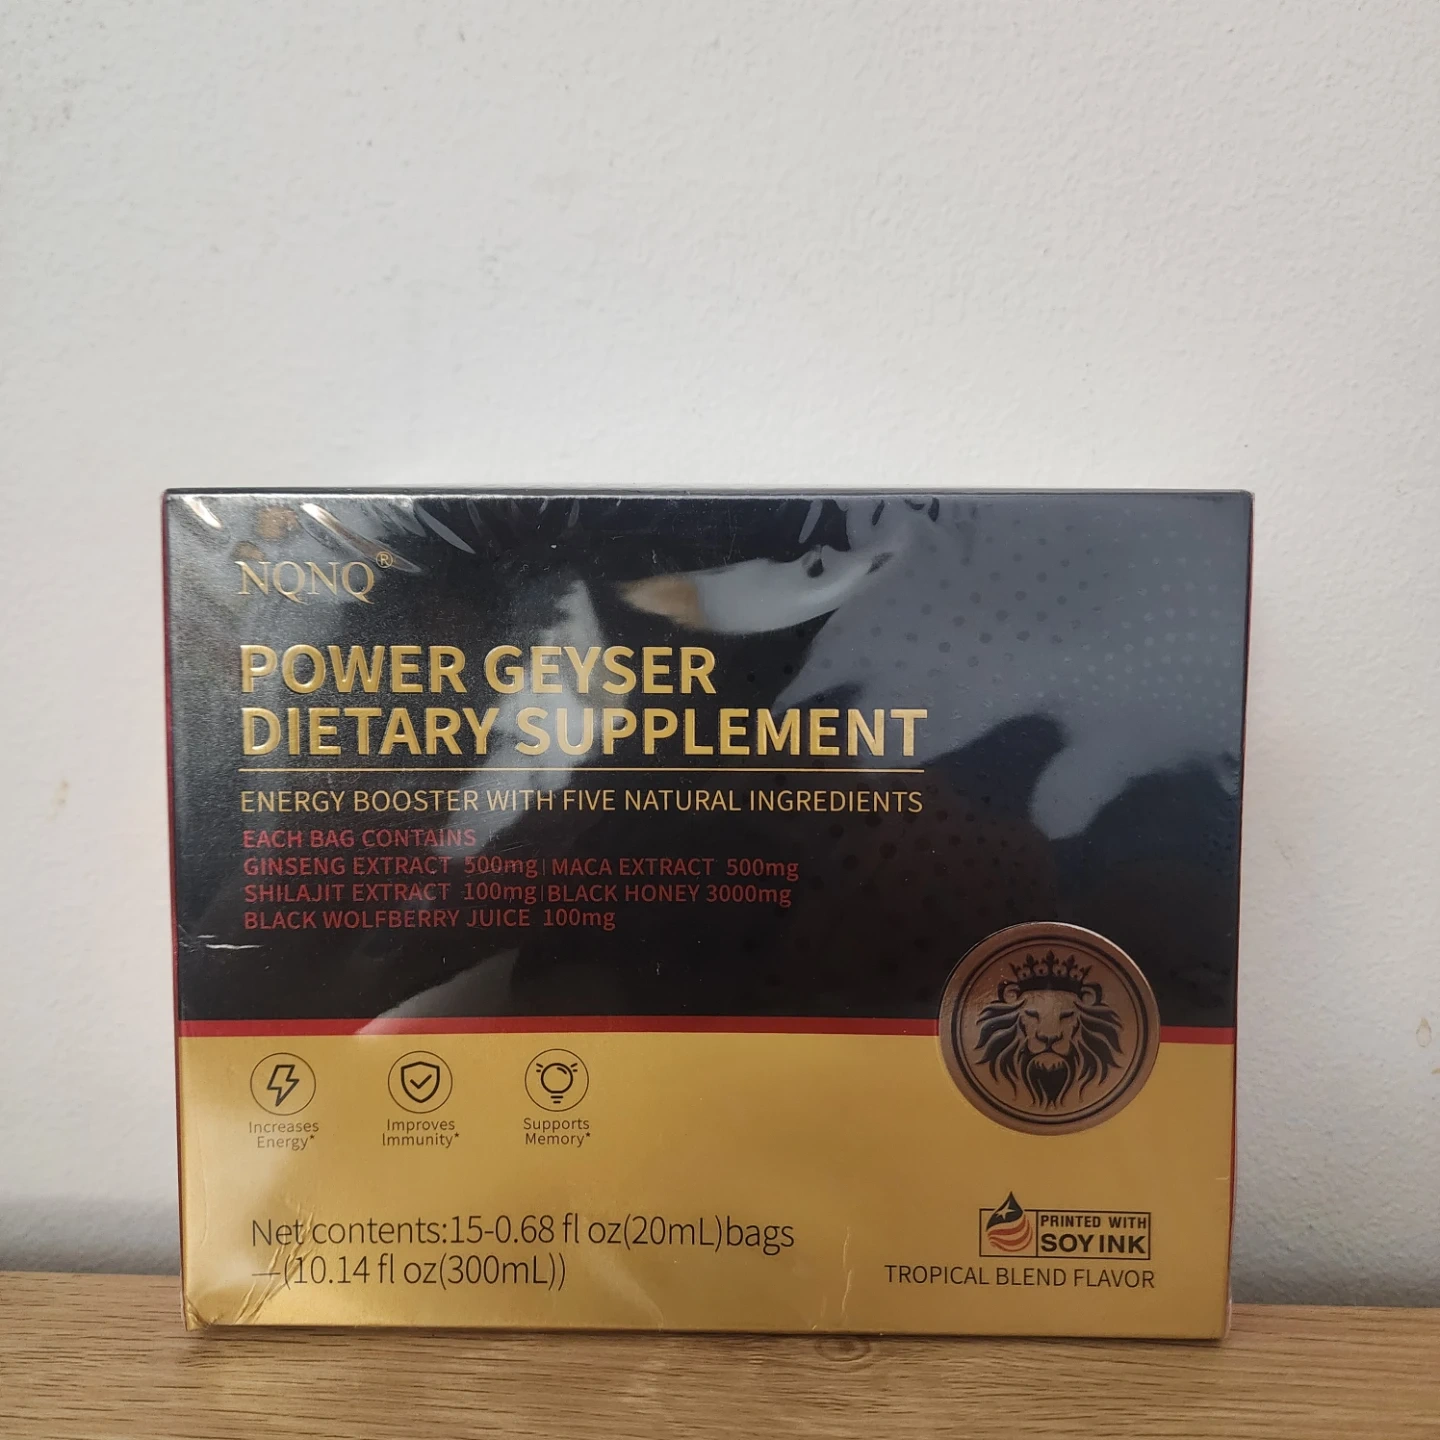 NQNQ®
POWER GEYSER
DIETARY SUPPLEMENT
ENERGY BOOSTER WITH FIVE NATURAL INGREDIENTS
EACH BAG CONTAINS
GINSENG EXTRACT 500mg | MACA EXTRACT 500mg
SHILAJIT EXTRACT 100mg | BLACK HONEY 3000mg
BLACK WOLFBERRY JUICE 100mg
Increases
Energy*
Improves
Immunity*
Supports
Memory*
Net contents:15-0.68 fl oz(20mL)bags
—(10.14 fl oz(300mL))
PRINTED WITH
SOY INK
TROPICAL BLEND FLAVOR